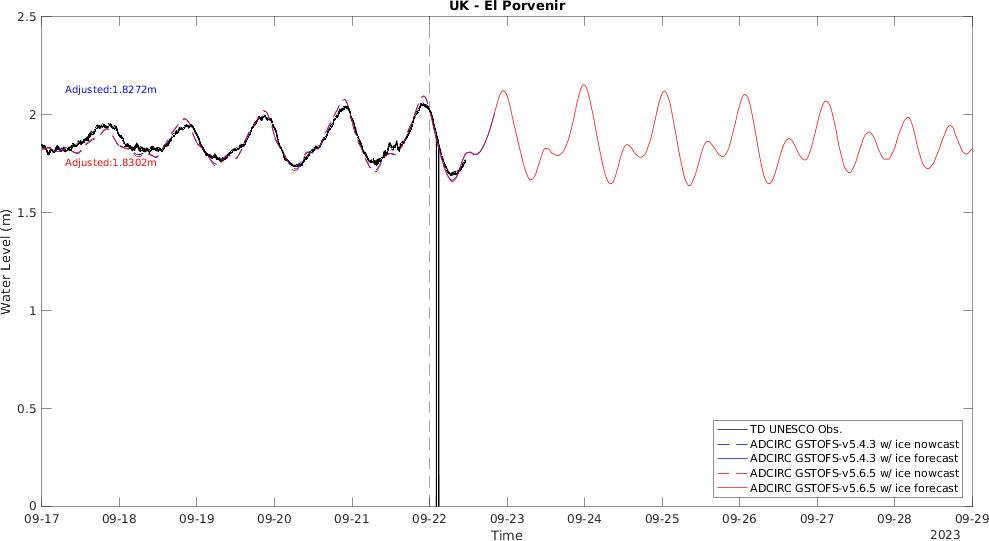 UK - El Porvenir
2.5
2
1.5
1
0.5
0
Water Level (m)
Adjusted:1.8272m
Adjusted:1.8302m
TD UNESCO Obs.
ADCIRC GSTOFS-v5.4.3 w/ ice nowcast
ADCIRC GSTOFS-v5.4.3 w/ ice forecast
ADCIRC GSTOFS-v5.6.5 w/ ice nowcast
ADCIRC GSTOFS-v5.6.5 w/ ice forecast
09-17 09-18 09-19 09-20 09-21 09-22 09-23 09-24 09-25 09-26 09-27 09-28 09-29
Time
2023